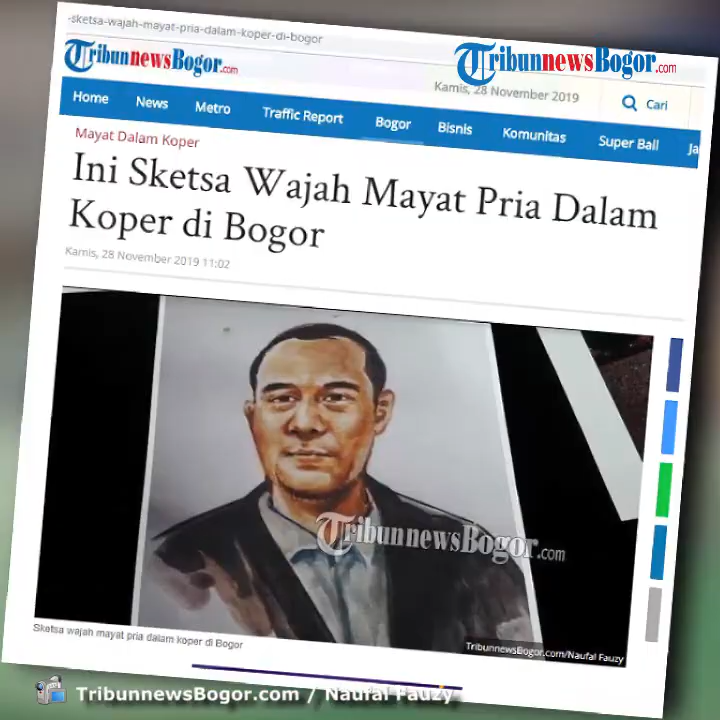 -sketsa-wajah-mayat-pria-dalam-koper-di-bogor
TribunnewsBogor.com
TribunnewsBogor.com
Kamis, 28 November 2019
Cari
Home News Metro Traffic Report Bogor Bisnis Komunitas Super Ball Ja
Mayat Dalam Koper
Ini Sketsa Wajah Mayat Pria Dalam
Koper di Bogor
Kamis, 28 November 2019 11:02
TribunnewsBogor.com
TribunnewsBogor.com/Naufal Fauzy
Sketsa wajah mayat pria dalam koper di Bogor
TribunnewsBogor.com / Naufal Fauzy